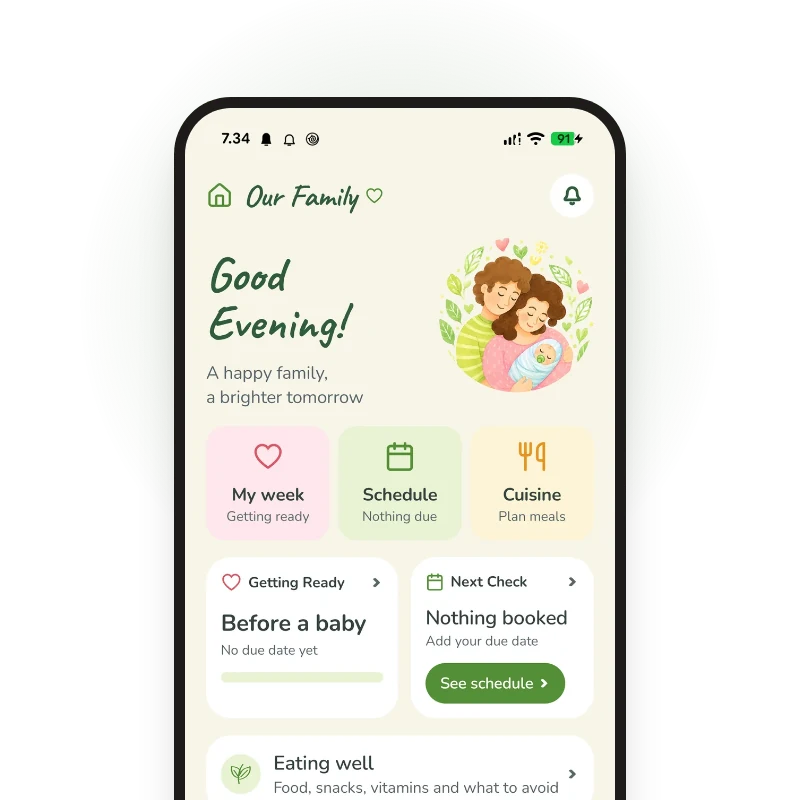 7.34
91
Our Family
Good
Evening!
A happy family,
a brighter tomorrow
My week
Getting ready
Schedule
Nothing due
Cuisine
Plan meals
Getting Ready
Before a baby
No due date yet
Next Check
Nothing booked
Add your due date
See schedule
Eating well
Food, snacks, vitamins and what to avoid